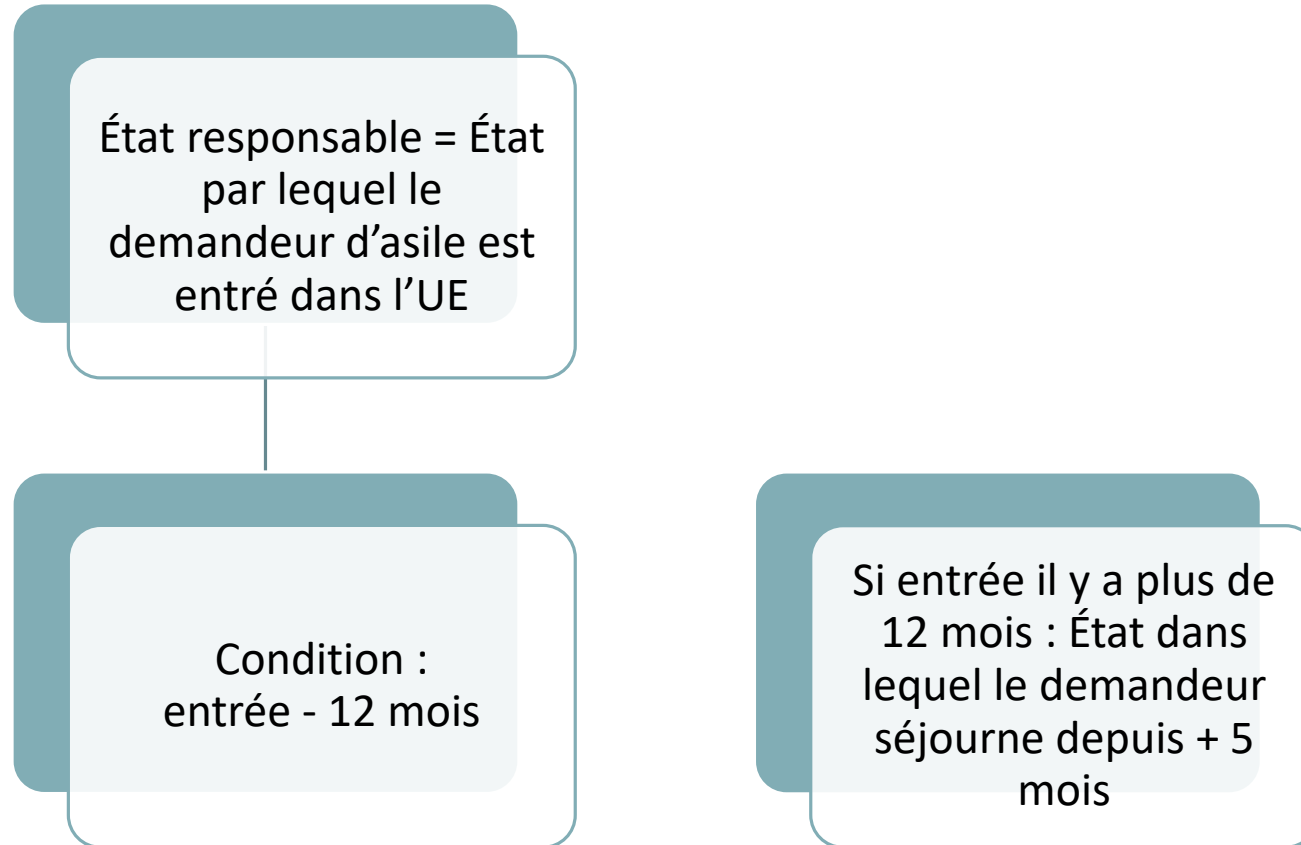 État responsable = État
par lequel le
demandeur d’asile est
entré dans l’UE
Condition :
entrée - 12 mois
Si entrée il y a plus de
12 mois : État dans
lequel le demandeur
séjourne depuis + 5
mois